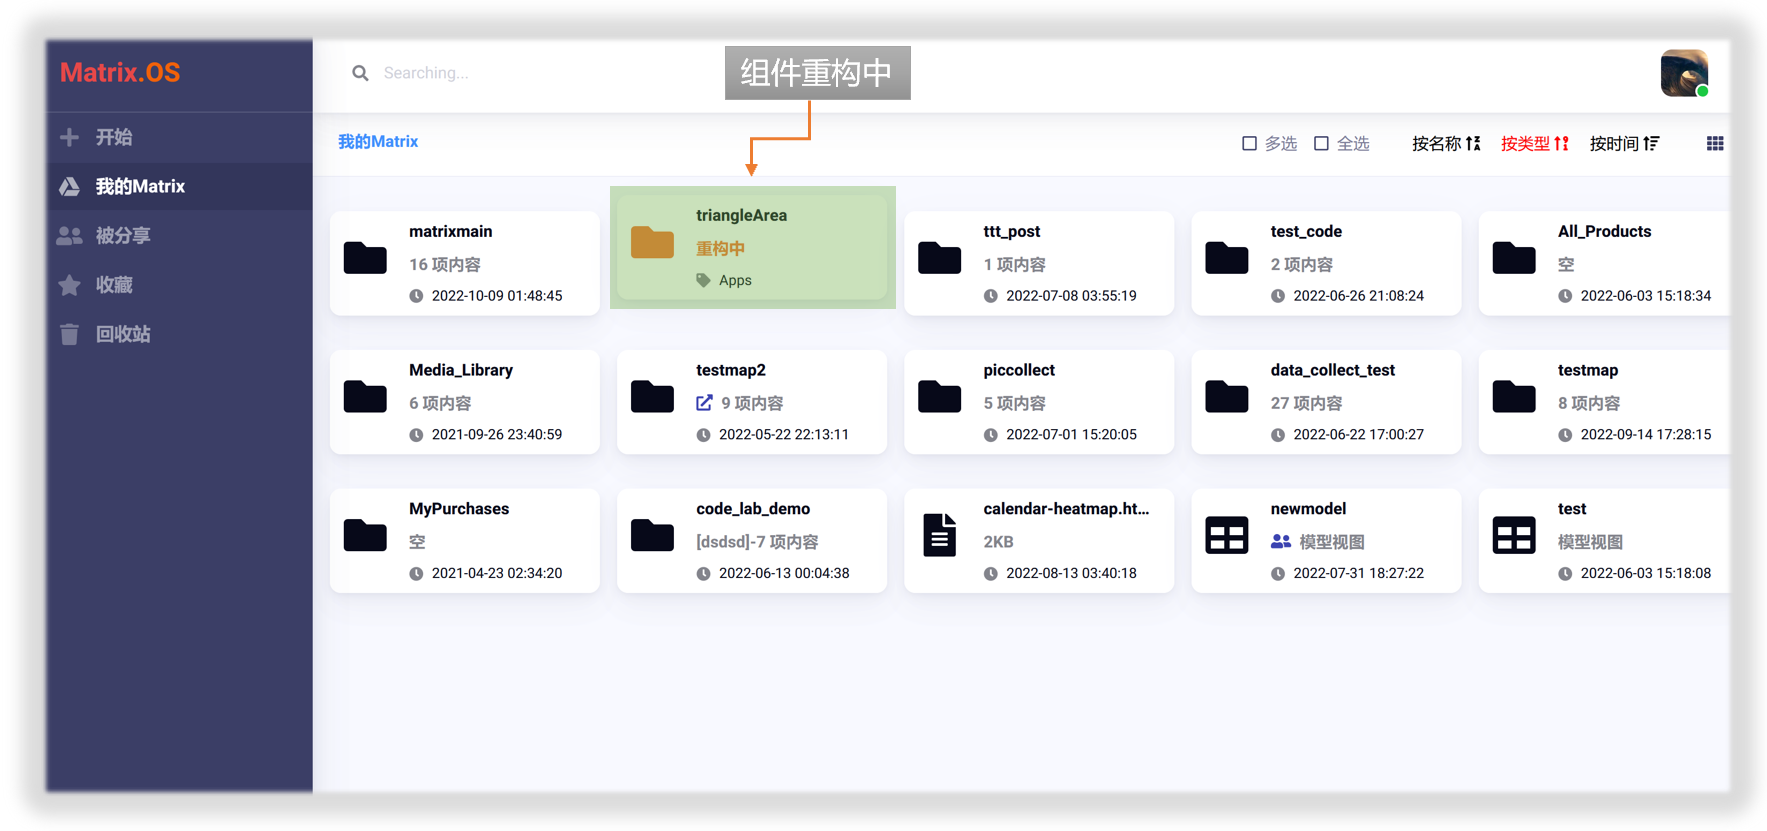 Matrix.OS
Searching...
组件重构中
开始
我的Matrix
被分享
收藏
回收站
我的Matrix
多选 全选 按名称 按类型 按时间
matrixmain
16 项内容
2022-10-09 01:48:45
triangleArea
重构中
Apps
ttt_post
1 项内容
2022-07-08 03:55:19
test_code
2 项内容
2022-06-26 21:08:24
All_Products
空
2022-06-03 15:18:34
Media_Library
6 项内容
2021-09-26 23:40:59
testmap2
9 项内容
2022-05-22 22:13:11
piccollect
5 项内容
2022-07-01 15:20:05
data_collect_test
27 项内容
2022-06-22 17:00:27
testmap
8 项内容
2022-09-14 17:28:15
MyPurchases
空
2021-04-23 02:34:20
code_lab_demo
[dsdsd]-7 项内容
2022-06-13 00:04:38
calendar-heatmap.ht...
2KB
2022-08-13 03:40:18
newmodel
模型视图
2022-07-31 18:27:22
test
模型视图
2022-06-03 15:18:08